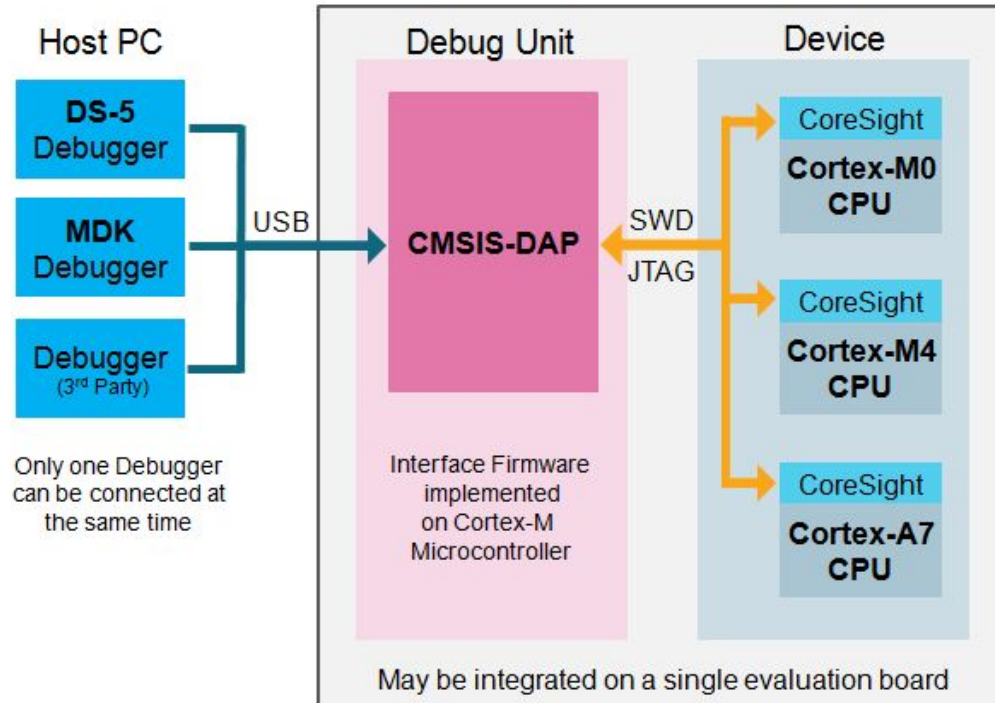 Host PC
DS-5
Debugger
MDK
Debugger
Debugger
(3rd Party)
Only one Debugger
can be connected at
the same time
USB
Debug Unit
CMSIS-DAP
Interface Firmware
implemented
on Cortex-M
Microcontroller
SWD
JTAG
Device
CoreSight
Cortex-M0
CPU
CoreSight
Cortex-M4
CPU
CoreSight
Cortex-A7
CPU
May be integrated on a single evaluation board